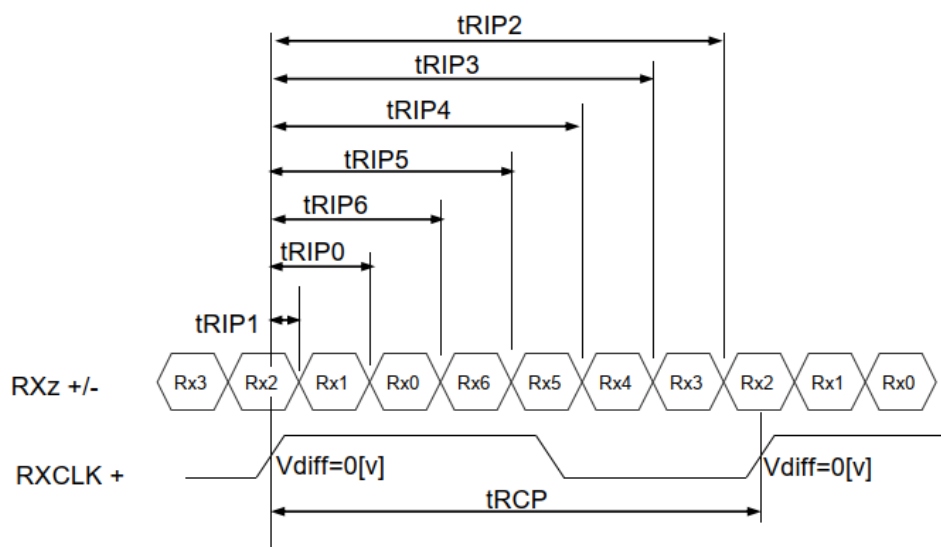 tRIP2
tRIP3
tRIP4
tRIP5
tRIP6
tRIP0
tRIP1
RXz +/- Rx3 Rx2 Rx1 Rx0 Rx6 Rx5 Rx4 Rx3 Rx2 Rx1 Rx0
RXCLK + Vdiff=0[v] Vdiff=0[v]
tRCP